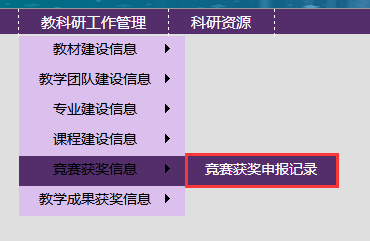 教科研工作管理 科研资源
教材建设信息
教学团队建设信息
专业建设信息
课程建设信息
竞赛获奖信息 竞赛获奖申报记录
教学成果获奖信息